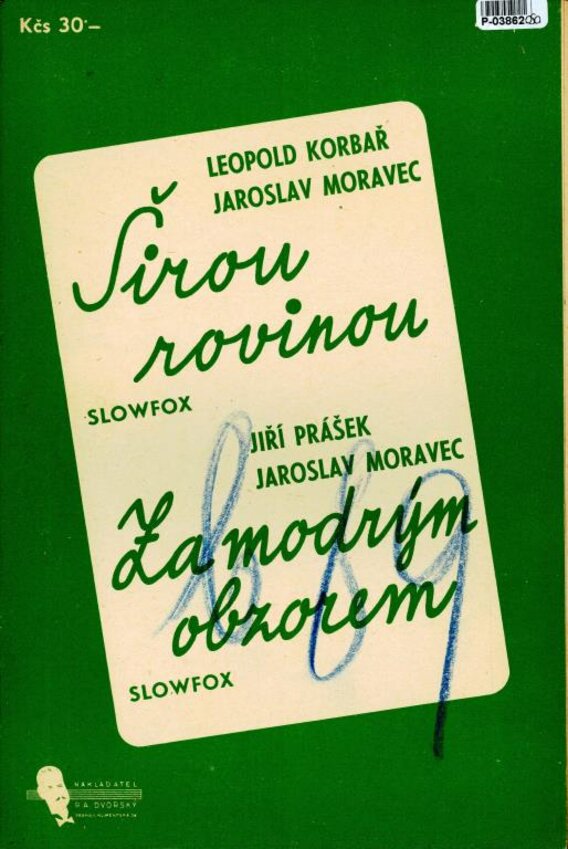 Kčs 30·–
P-03862
LEOPOLD KORBAŘ
JAROSLAV MORAVEC
Širou
rovinou
SLOWFOX
JIŘÍ PRÁŠEK
JAROSLAV MORAVEC
Za modrým
obzorem
SLOWFOX
NAKLADATEL
R.A. DVORSKÝ